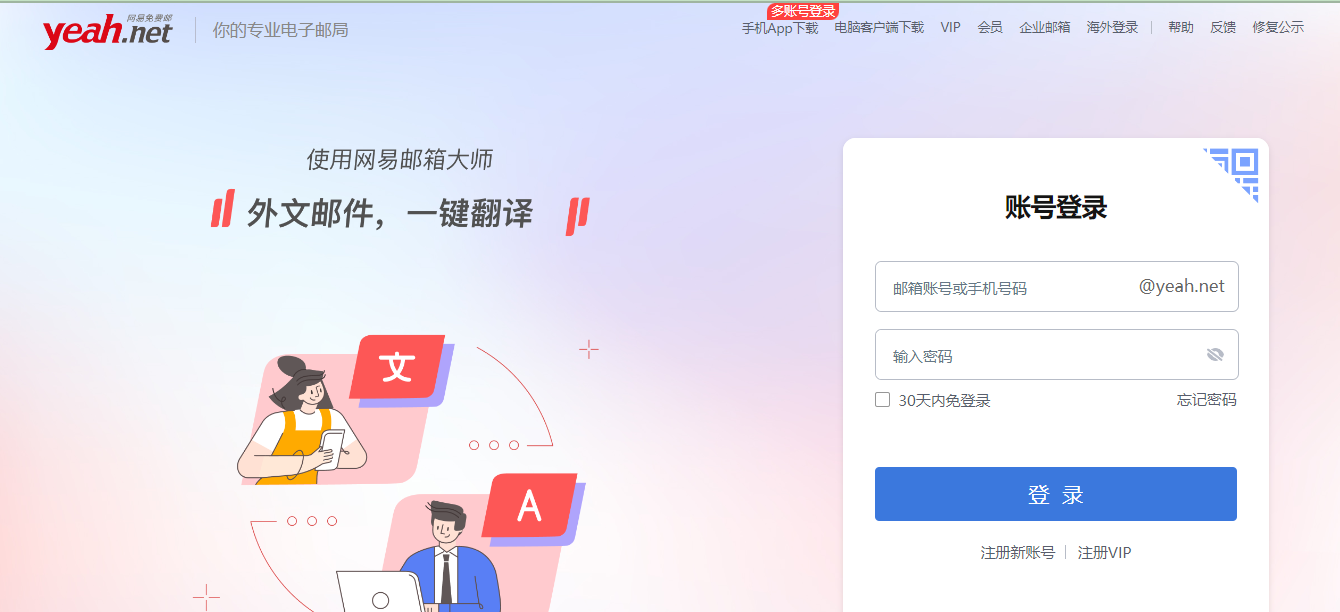 网易免费邮
yeah.net
你的专业电子邮局
多账号登录
手机App下载 电脑客户端下载 VIP 会员 企业邮箱 海外登录 帮助 反馈 修复公示
使用网易邮箱大师
外文邮件，一键翻译
文
A
账号登录
邮箱账号或手机号码 @yeah.net
输入密码
30天内免登录 忘记密码
登 录
注册新账号 注册VIP